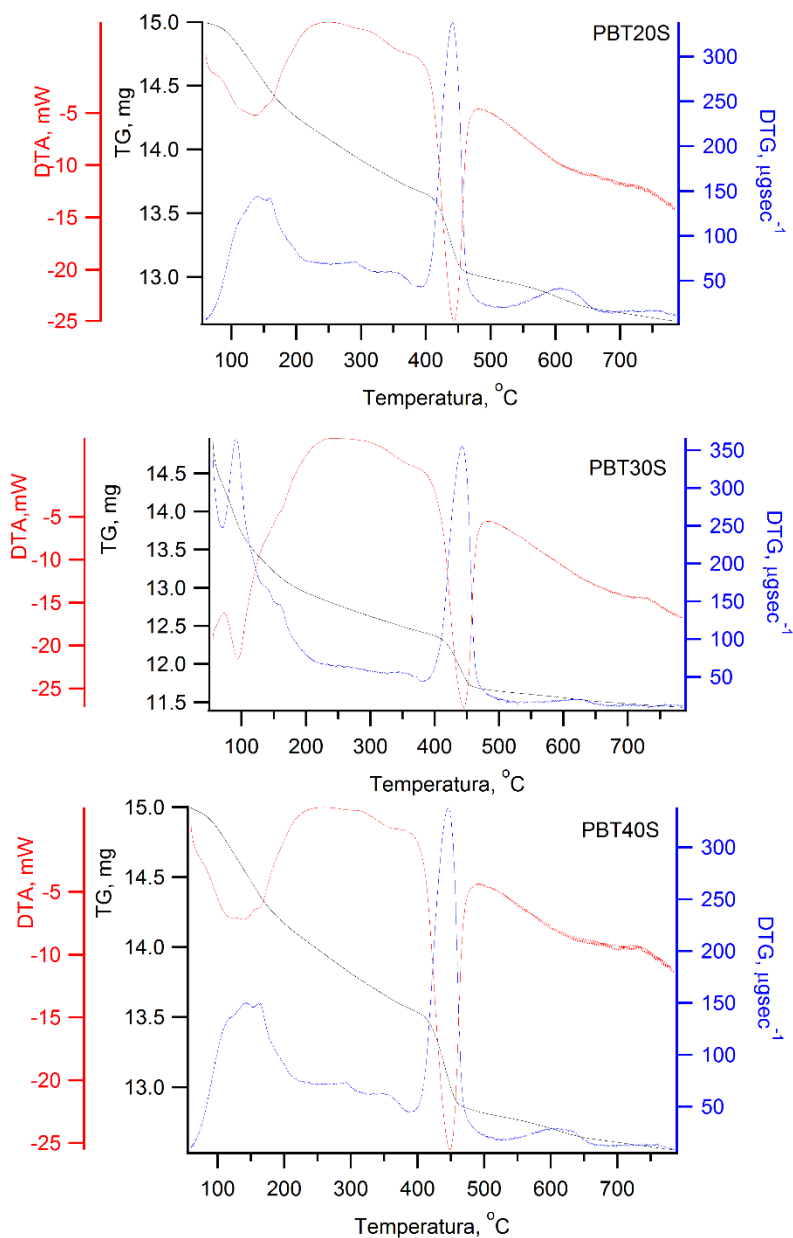 PBT20S
DTA, mW
-5
-10
-15
-20
-25
TG, mg
15.0
14.5
14.0
13.5
13.0
DTG, μgsec⁻¹
300
250
200
150
100
50
100 200 300 400 500 600 700
Temperatura, °C
PBT30S
DTA,mW
-5
-10
-15
-20
-25
TG, mg
14.5
14.0
13.5
13.0
12.5
12.0
11.5
DTG, μgsec⁻¹
350
300
250
200
150
100
50
100 200 300 400 500 600 700
Temperatura, °C
PBT40S
DTA, mW
-5
-10
-15
-20
-25
TG, mg
15.0
14.5
14.0
13.5
13.0
DTG, μgsec⁻¹
300
250
200
150
100
50
100 200 300 400 500 600 700
Temperatura, °C